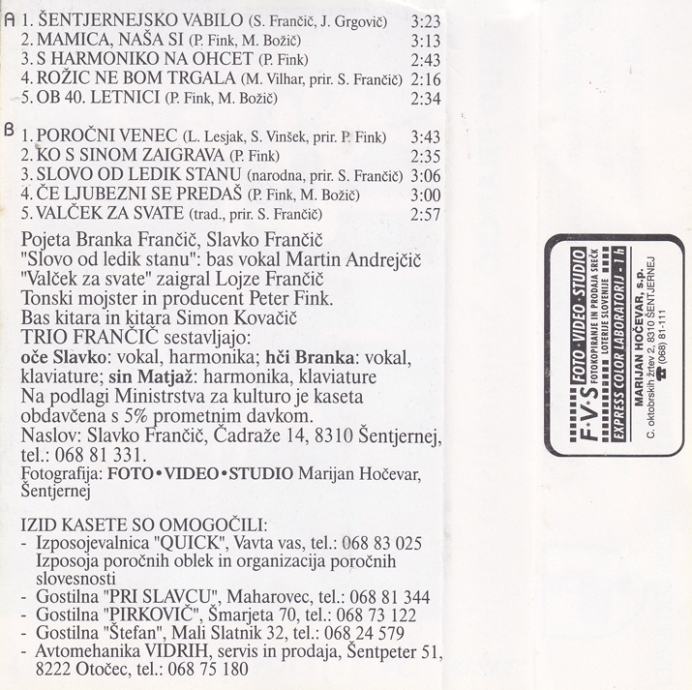 A 1. ŠENTJERNEJSKO VABILO (S. Frančič, J. Grgovič) 3:23
2. MAMICA, NAŠA SI (P. Fink, M. Božič) 3:13
3. S HARMONIKO NA OHCET (P. Fink) 2:43
4. ROŽIC NE BOM TRGALA (M. Vilhar, prir. S. Frančič) 2:16
5. OB 40. LETNICI (P. Fink, M. Božič) 2:34
B 1. POROČNI VENEC (L. Lesjak, S. Vinšek, prir. P. Fink) 3:43
2. KO S SINOM ZAIGRAVA (P. Fink) 2:35
3. SLOVO OD LEDIK STANU (narodna, prir. S. Frančič) 3:06
4. ČE LJUBEZNI SE PREDAŠ (P. Fink, M. Božič) 3:00
5. VALČEK ZA SVATE (trad., prir. S. Frančič) 2:57
Pojeta Branka Frančič, Slavko Frančič
"Slovo od ledik stanu": bas vokal Martin Andrejčič
"Valček za svate" zaigral Lojze Frančič
Tonski mojster in producent Peter Fink.
Bas kitara in kitara Simon Kovačič
TRIO FRANČIČ sestavljajo:
oče Slavko: vokal, harmonika; hči Branka: vokal,
klaviature; sin Matjaž: harmonika, klaviature
Na podlagi Ministrstva za kulturo je kaseta
obdavčena s 5% prometnim davkom.
Naslov: Slavko Frančič, Čadraže 14, 8310 Šentjernej,
tel.: 068 81 331.
Fotografija: FOTO•VIDEO•STUDIO Marijan Hočevar,
Šentjernej
IZID KASETE SO OMOGOČILI:
- Izposojevalnica "QUICK", Vavta vas, tel.: 068 83 025
Izposoja poročnih oblek in organizacija poročnih
slovesnosti
- Gostilna "PRI SLAVCU", Maharovec, tel.: 068 81 344
- Gostilna "PIRKOVIČ", Šmarjeta 70, tel.: 068 73 122
- Gostilna "Štefan", Mali Slatnik 32, tel.: 068 24 579
- Avtomehanika VIDRIH, servis in prodaja, Šentpeter 51,
8222 Otočec, tel.: 068 75 180
F·V·S FOTO·VIDEO·STUDIO
FOTOKOPIRANJE IN PRODAJA SREČK
LOTERIJE SLOVENIJE
EXPRESS COLOR LABORATORIJ - 1 h
MARIJAN HOČEVAR, s.p.
C. oktobrskih žrtev 2, 8310 ŠENTJERNEJ
☎ (068) 81-111